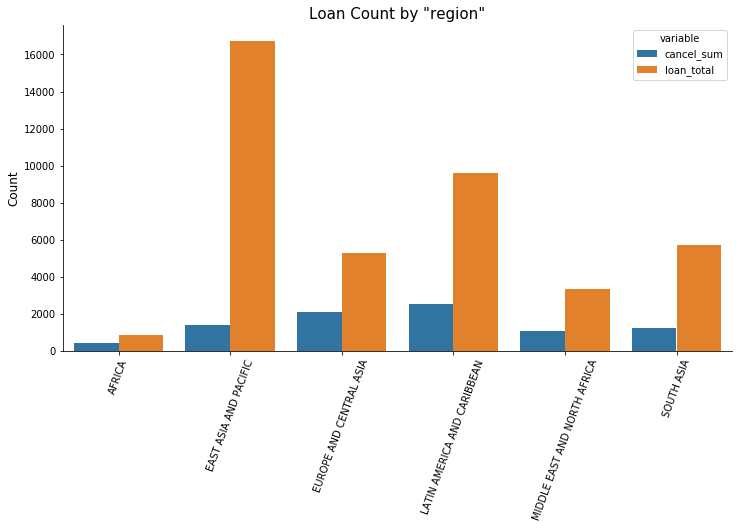 Loan Count by "region"
variable
cancel_sum
loan_total
Count
16000
14000
12000
10000
8000
6000
4000
2000
0
AFRICA
EAST ASIA AND PACIFIC
EUROPE AND CENTRAL ASIA
LATIN AMERICA AND CARIBBEAN
MIDDLE EAST AND NORTH AFRICA
SOUTH ASIA